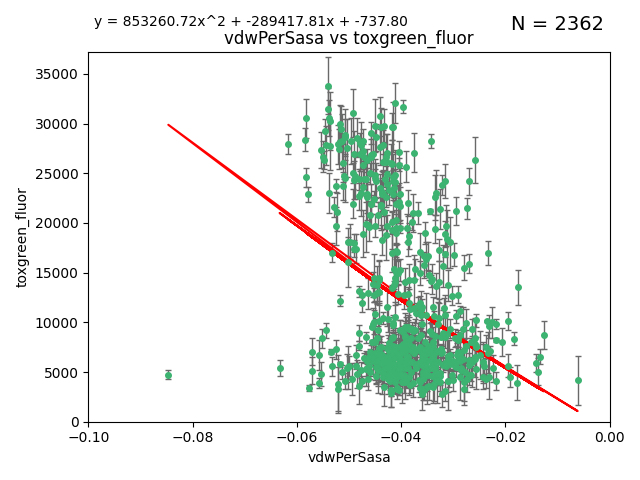 y = 853260.72x^2 + -289417.81x + -737.80
N = 2362
vdwPerSasa vs toxgreen_fluor
35000
30000
25000
20000
15000
10000
5000
0
toxgreen_fluor
−0.10 −0.08 −0.06 −0.04 −0.02 0.00
vdwPerSasa